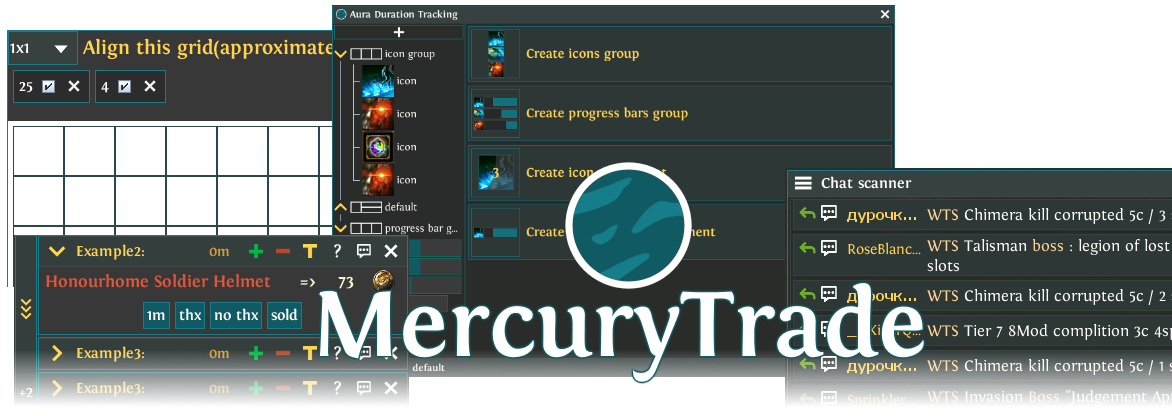 Aura Duration Tracking
1x1
Align this grid(approximate
25
4
+
icon group
icon
icon
icon
icon
default
progress bar g...
Create icons group
Create progress bars group
Create icon
3
Create
ment
Chat scanner
дурочк... WTS Chimera kill corrupted 5c / 3
RoseBlanc... WTS Talisman boss : legion of lost
slots
дурочк... WTS Chimera kill corrupted 5c / 2
WTS Tier 7 8Mod complition 3c 4sp
дурочк... WTS Chimera kill corrupted 5c / 1 s
Sprinkler WTS Invasion Boss "Judgement Ap
Example2: 0m + − T ?
Honourhome Soldier Helmet => 73
1m thx no thx sold
Example3: 0m + − T ?
Example3: 0m + − T ?
+2
default
MercuryTrade